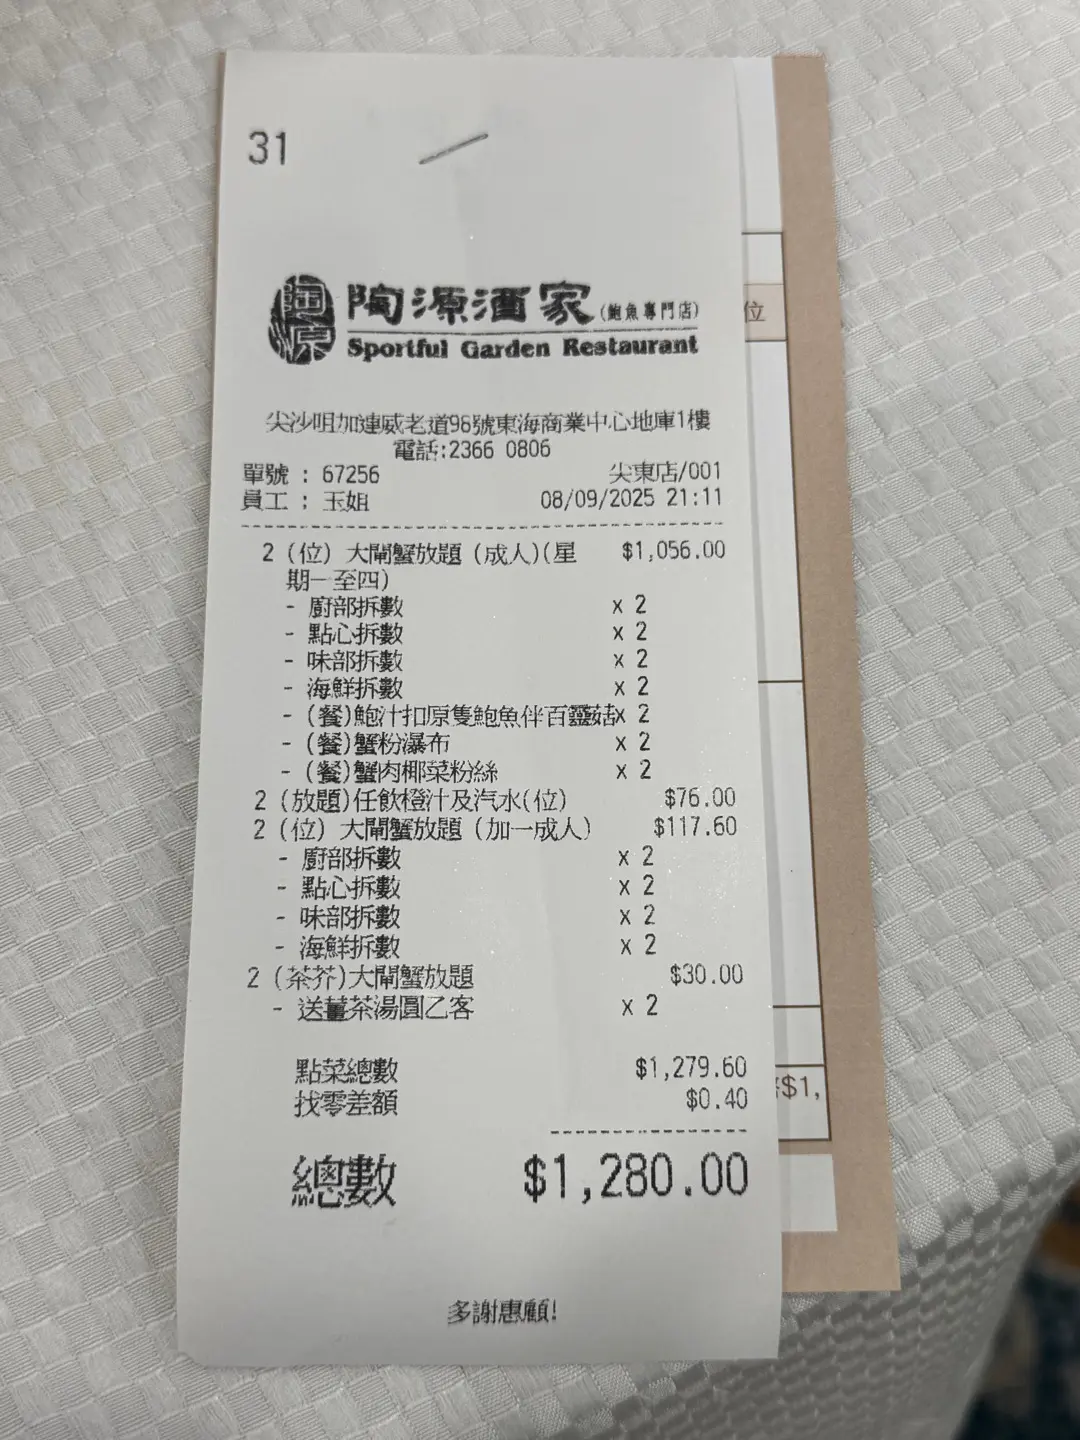 31
陶源酒家(鮑魚專門店)
Sportful Garden Restaurant
尖沙咀加連威老道96號東海商業中心地庫1樓
電話:2366 0806
單號 : 67256 尖東店/001
員工 : 玉姐 08/09/2025 21:11
2 (位) 大閘蟹放題 (成人)(星 $1,056.00
期一至四)
- 廚部拆數 x 2
- 點心拆數 x 2
- 味部拆數 x 2
- 海鮮拆數 x 2
- (餐)鮑汁扣原隻鮑魚伴百靈菇 x 2
- (餐)蟹粉瀑布 x 2
- (餐)蟹肉椰菜粉絲 x 2
2 (放題)任飲橙汁及汽水(位) $76.00
2 (位) 大閘蟹放題 (加一成人) $117.60
- 廚部拆數 x 2
- 點心拆數 x 2
- 味部拆數 x 2
- 海鮮拆數 x 2
2 (茶芥)大閘蟹放題 $30.00
- 送薑茶湯圓乙客 x 2
點菜總數 $1,279.60
找零差額 $0.40
總數 $1,280.00
多謝惠顧!
位
$1,